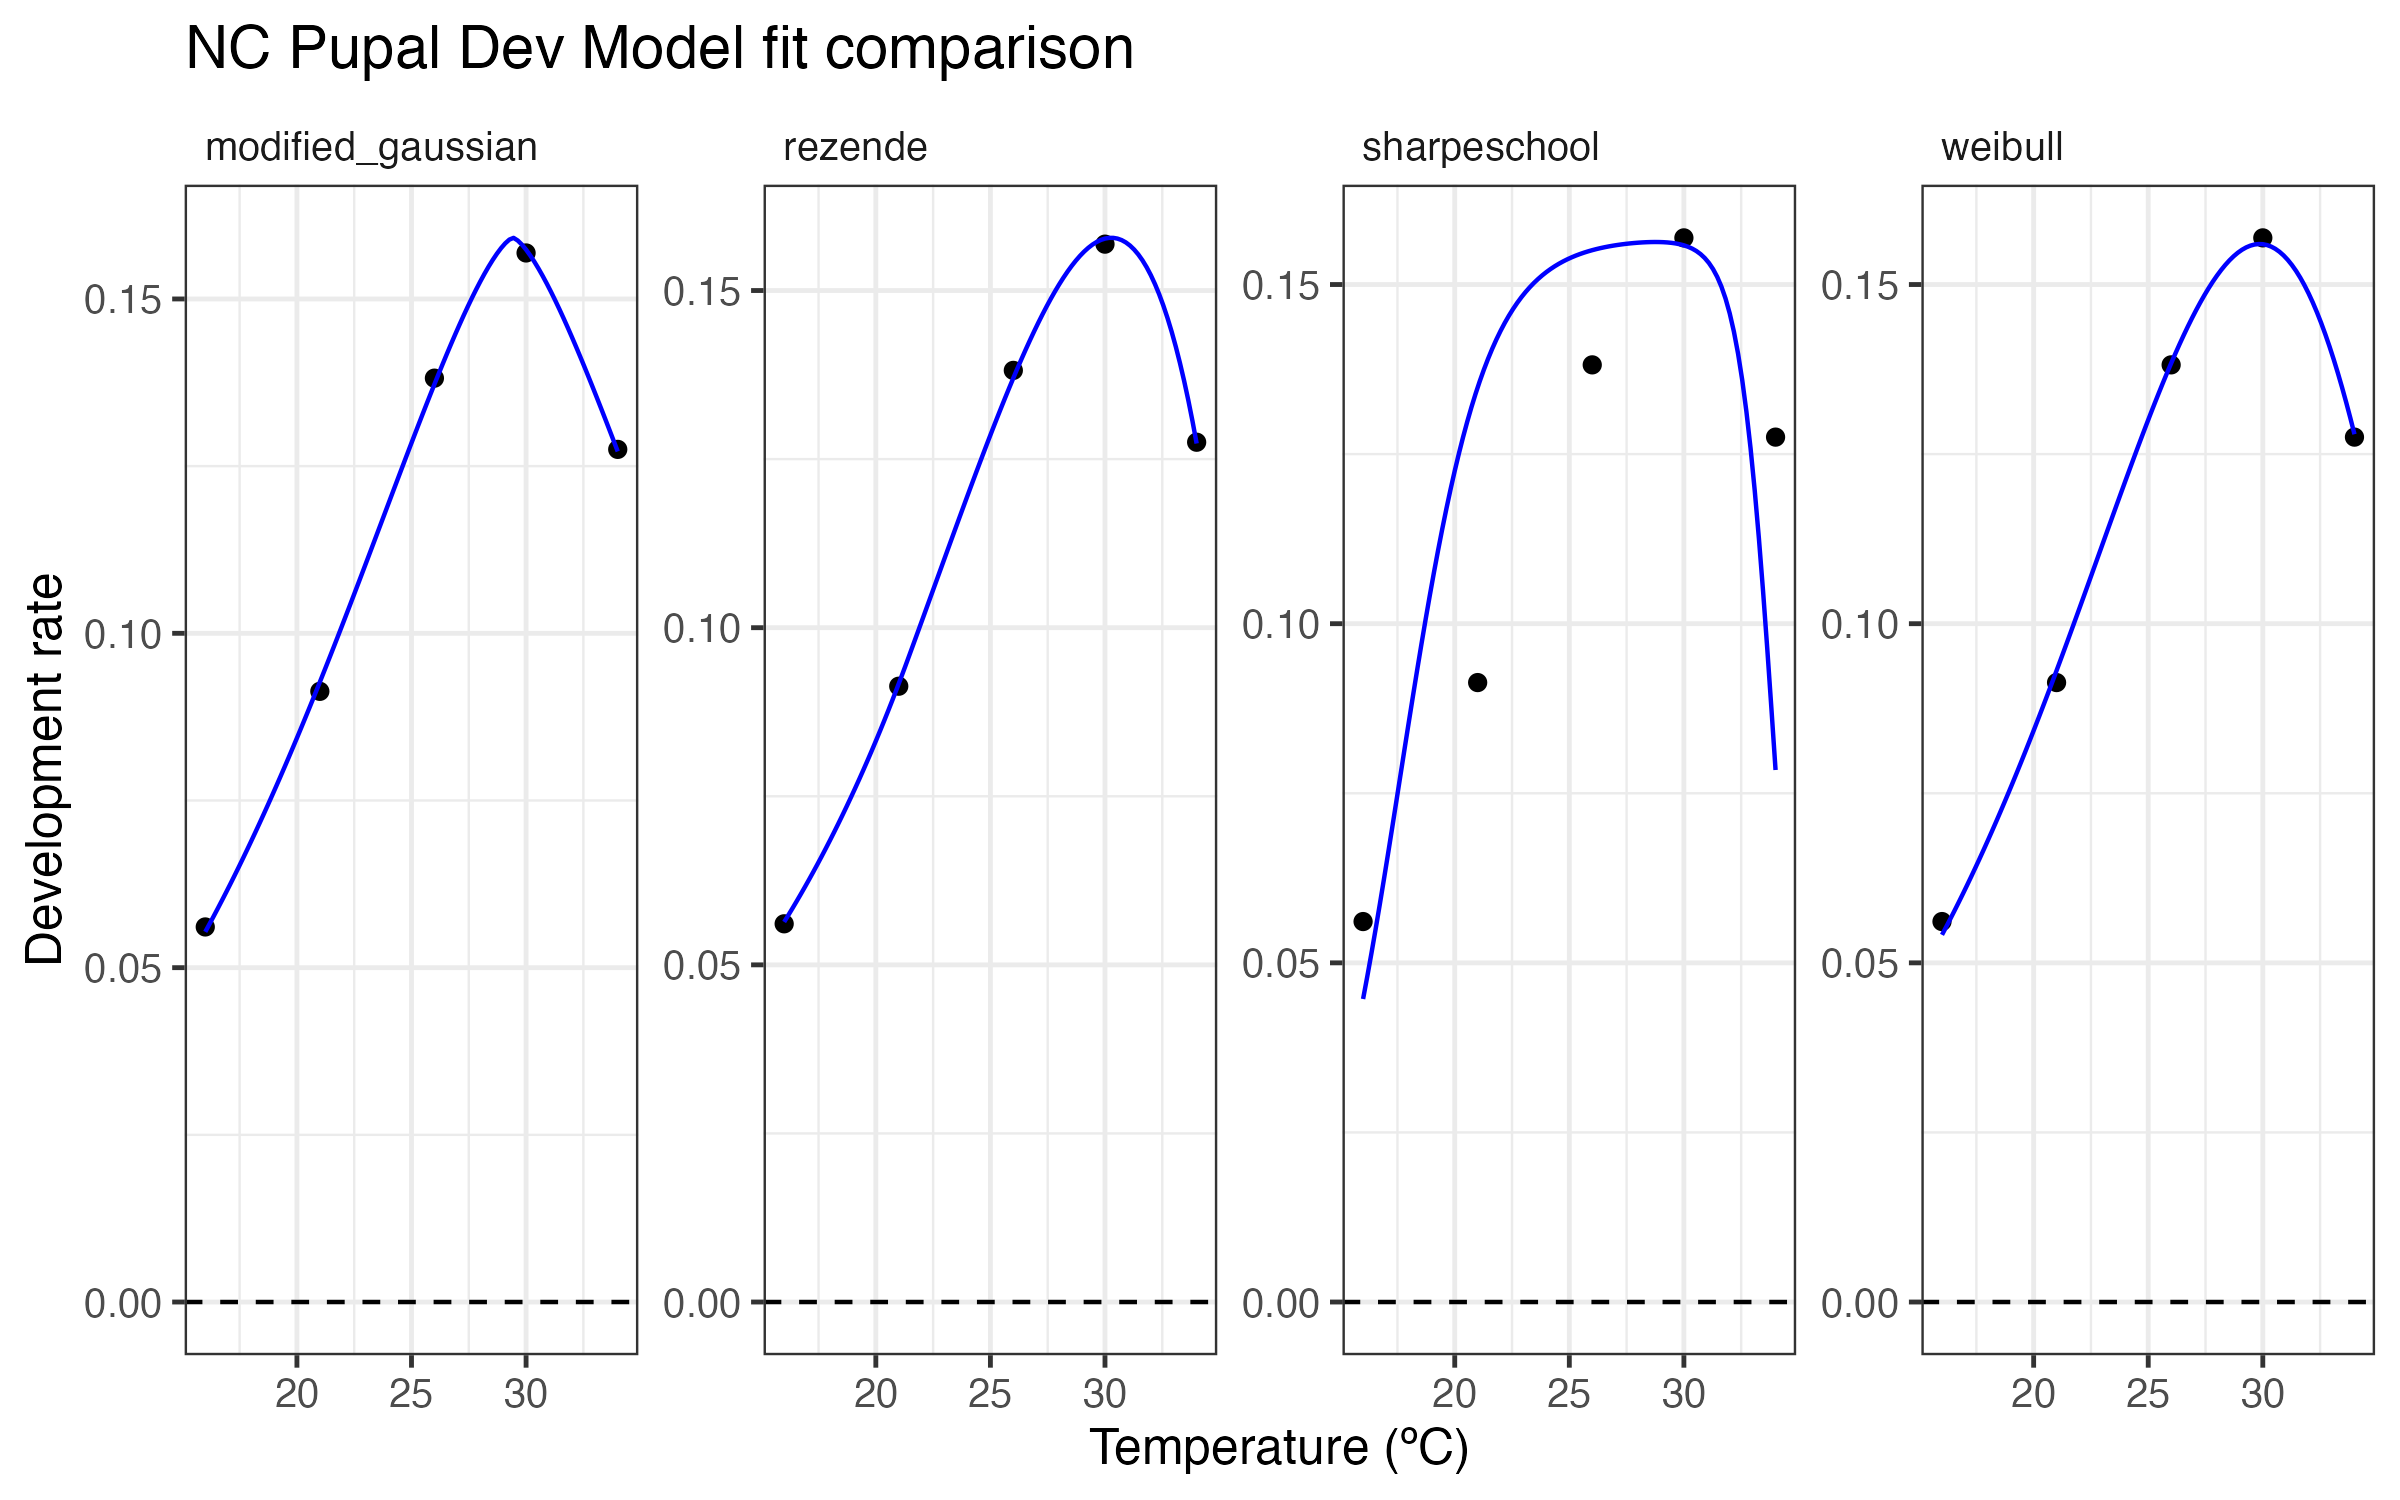 NC Pupal Dev Model fit comparison
modified_gaussian
rezende
sharpeschool
weibull
Development rate
0.15
0.10
0.05
0.00
0.15
0.10
0.05
0.00
0.15
0.10
0.05
0.00
0.15
0.10
0.05
0.00
20 25 30
20 25 30
20 25 30
20 25 30
Temperature (ºC)